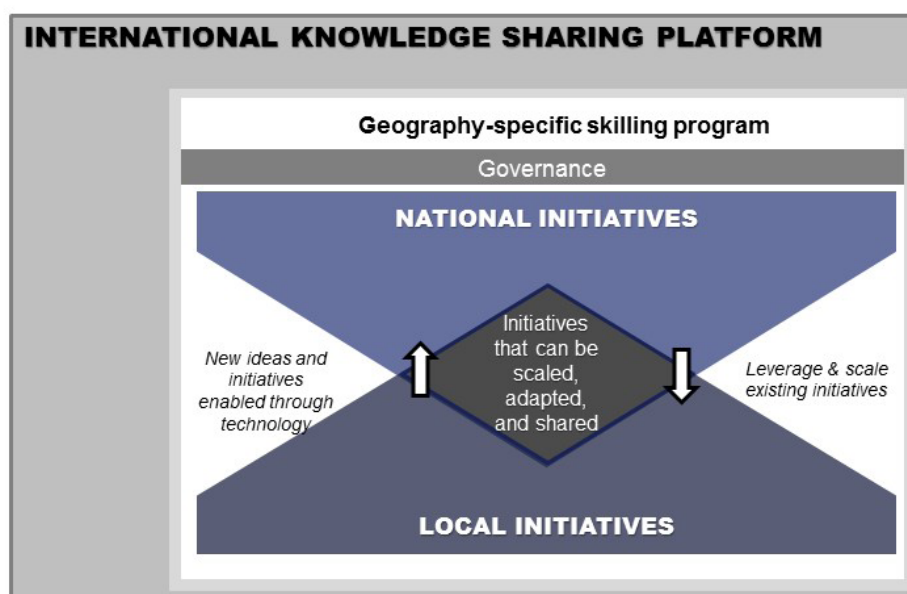 INTERNATIONAL KNOWLEDGE SHARING PLATFORM
Geography-specific skilling program
Governance
NATIONAL INITIATIVES
New ideas and
initiatives
enabled through
technology
Initiatives
that can be
scaled,
adapted,
and shared
Leverage & scale
existing initiatives
LOCAL INITIATIVES